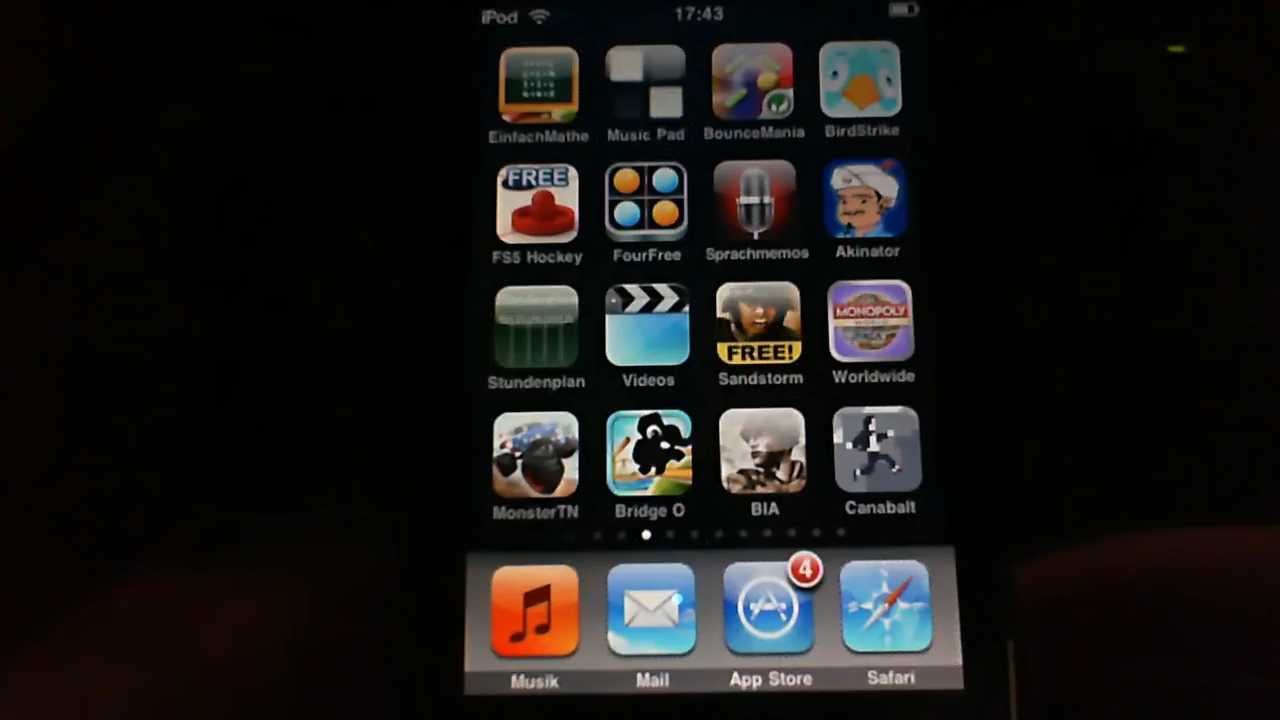 iPod 17:43
EinfachMathe Music Pad BounceMania BirdStrike
FREE
FS5 Hockey FourFree Sprachmemos Akinator
FREE! MONOPOLY
WORLD
Stundenplan Videos Sandstorm Worldwide
MonsterTN Bridge O BIA Canabalt
4
Musik Mail App Store Safari